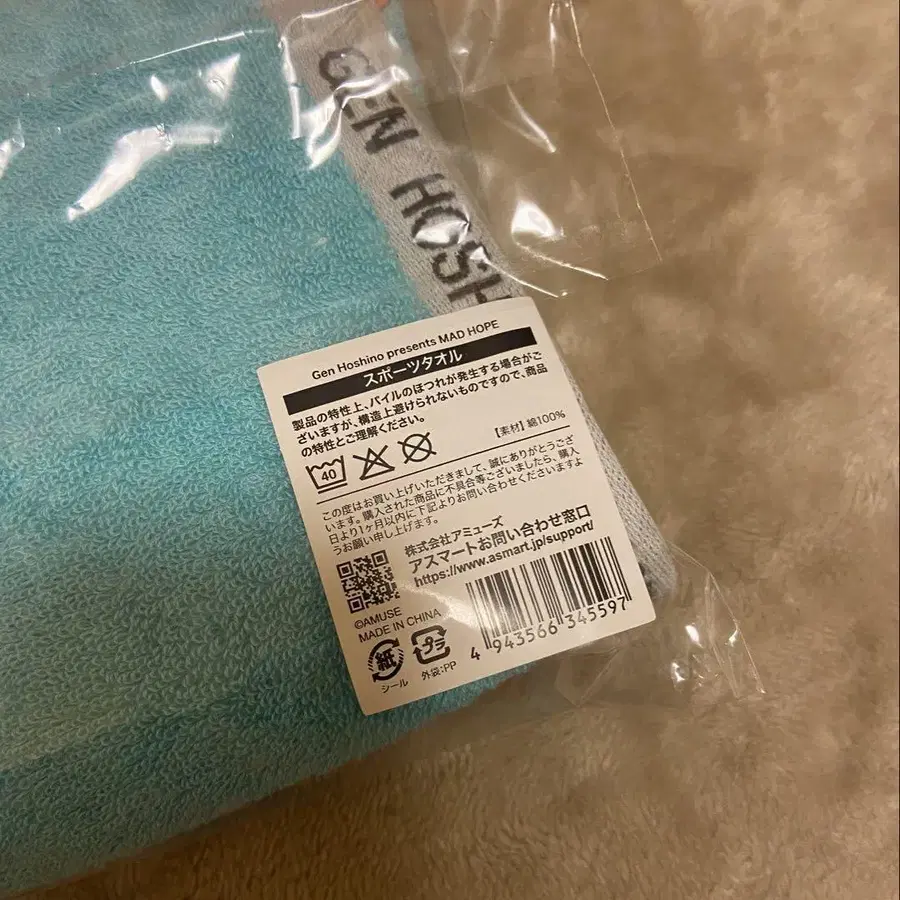 GEN HOSH
Gen Hoshino presents MAD HOPE
スポーツタオル
製品の特性上、パイルのほつれが発生する場合がご
ざいますが、構造上避けられないものですので、商品
の特性とご理解ください。
40
【素材】綿100%
この度はお買い上げいただきまして、誠にありがとうござ
います。購入された商品に不具合等ございましたら、購入
日より1ヶ月以内に下記よりお問い合わせくださいますよ
うお願い申し上げます。
株式会社アミューズ
アスマートお問い合わせ窓口
https://www.asmart.jp/support/
©AMUSE
MADE IN CHINA
紙
シール
プラ
外袋:PP
4 943566 345597